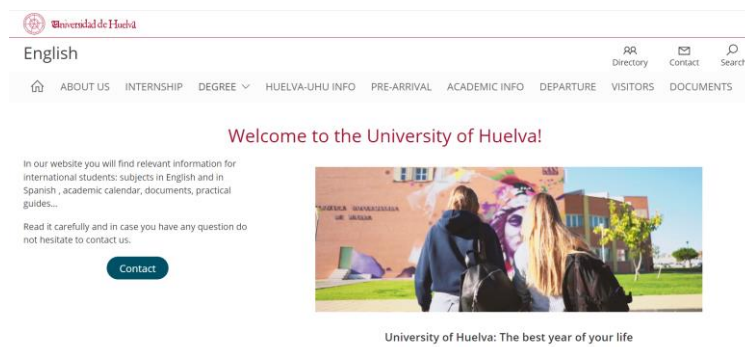 Universidad de Huelva
English
Directory
Contact
Search
ABOUT US INTERNSHIP DEGREE HUELVA-UHU INFO PRE-ARRIVAL ACADEMIC INFO DEPARTURE VISITORS DOCUMENTS
Welcome to the University of Huelva!
In our website you will find relevant information for
international students: subjects in English and in
Spanish , academic calendar, documents, practical
guides...
Read it carefully and in case you have any question do
not hesitate to contact us.
Contact
DE HUELVA
University of Huelva: The best year of your life